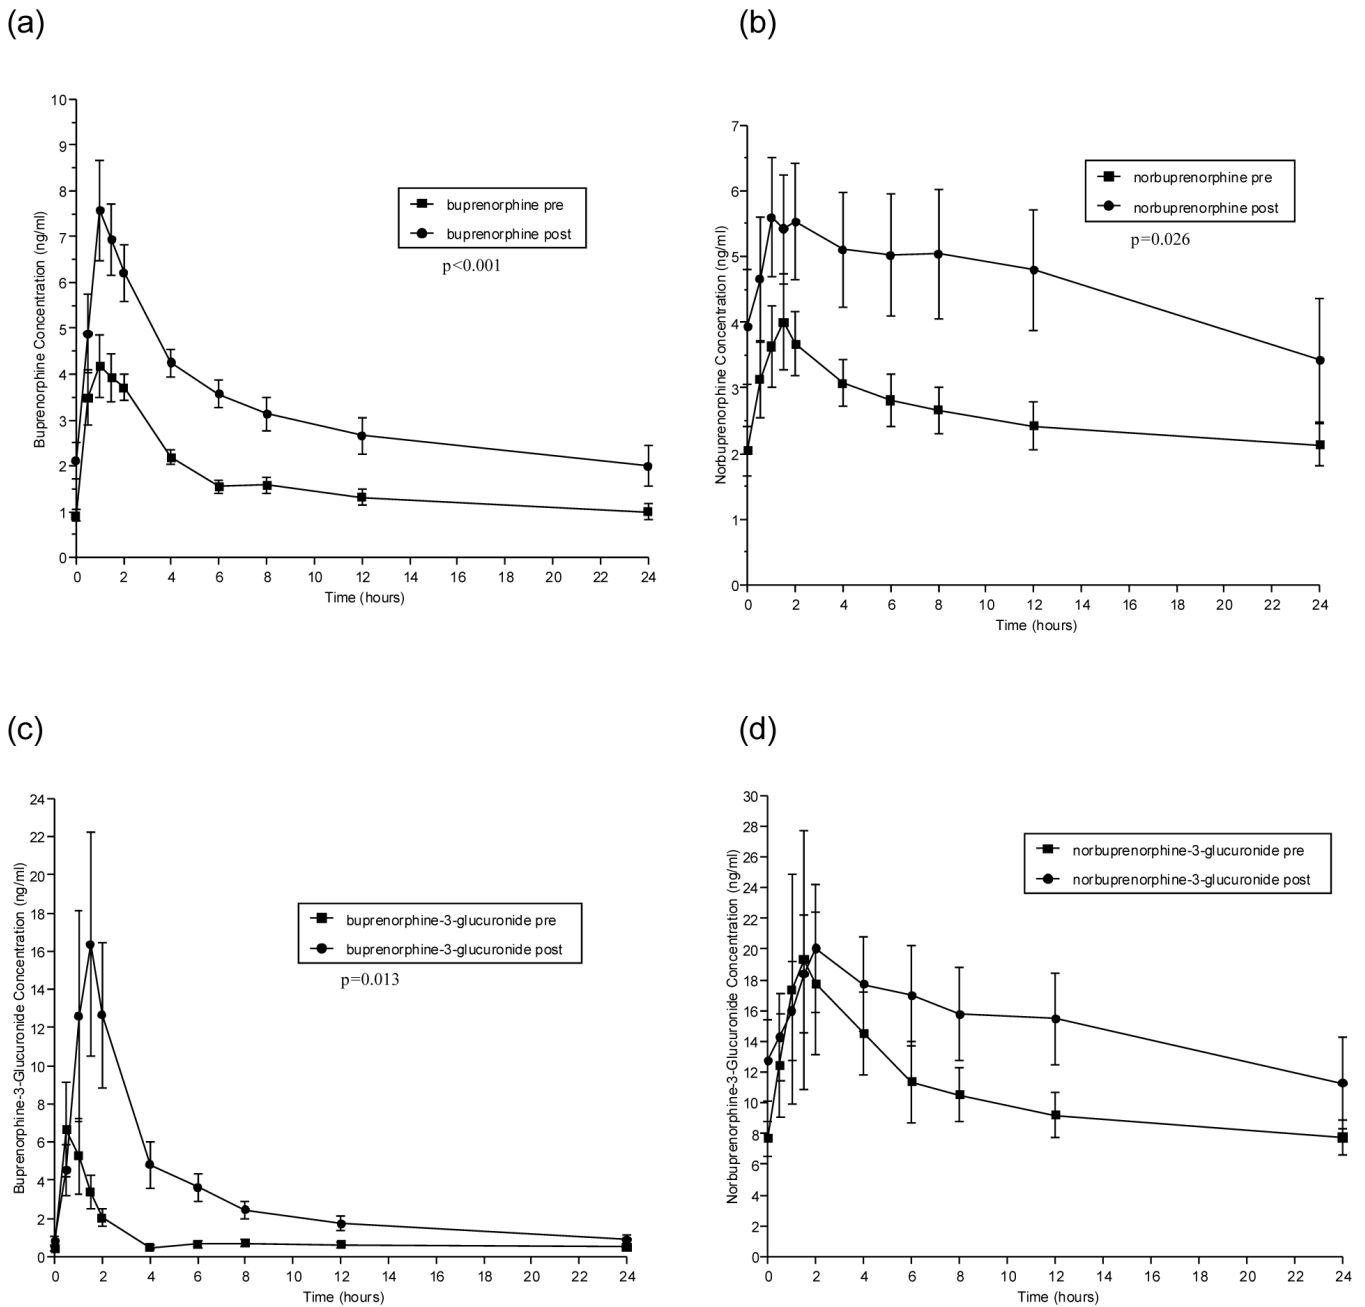 (a)
10
9
8
7
6
5
4
3
2
1
0
Buprenorphine Concentration (ng/ml)
buprenorphine pre
buprenorphine post
p<0.001
0 2 4 6 8 10 12 14 16 18 20 22 24
Time (hours)
(b)
7
6
5
4
3
2
1
0
Norbuprenorphine Concentration (ng/ml)
norbuprenorphine pre
norbuprenorphine post
p=0.026
0 2 4 6 8 10 12 14 16 18 20 22 24
Time (hours)
(c)
24
22
20
18
16
14
12
10
8
6
4
2
0
Buprenorphine-3-Glucuronide Concentration (ng/ml)
buprenorphine-3-glucuronide pre
buprenorphine-3-glucuronide post
p=0.013
0 2 4 6 8 10 12 14 16 18 20 22 24
Time (hours)
(d)
30
28
26
24
22
20
18
16
14
12
10
8
6
4
2
0
Norbuprenorphine-3-Glucuronide Concentration (ng/ml)
norbuprenorphine-3-glucuronide pre
norbuprenorphine-3-glucuronide post
0 2 4 6 8 10 12 14 16 18 20 22 24
Time (hours)